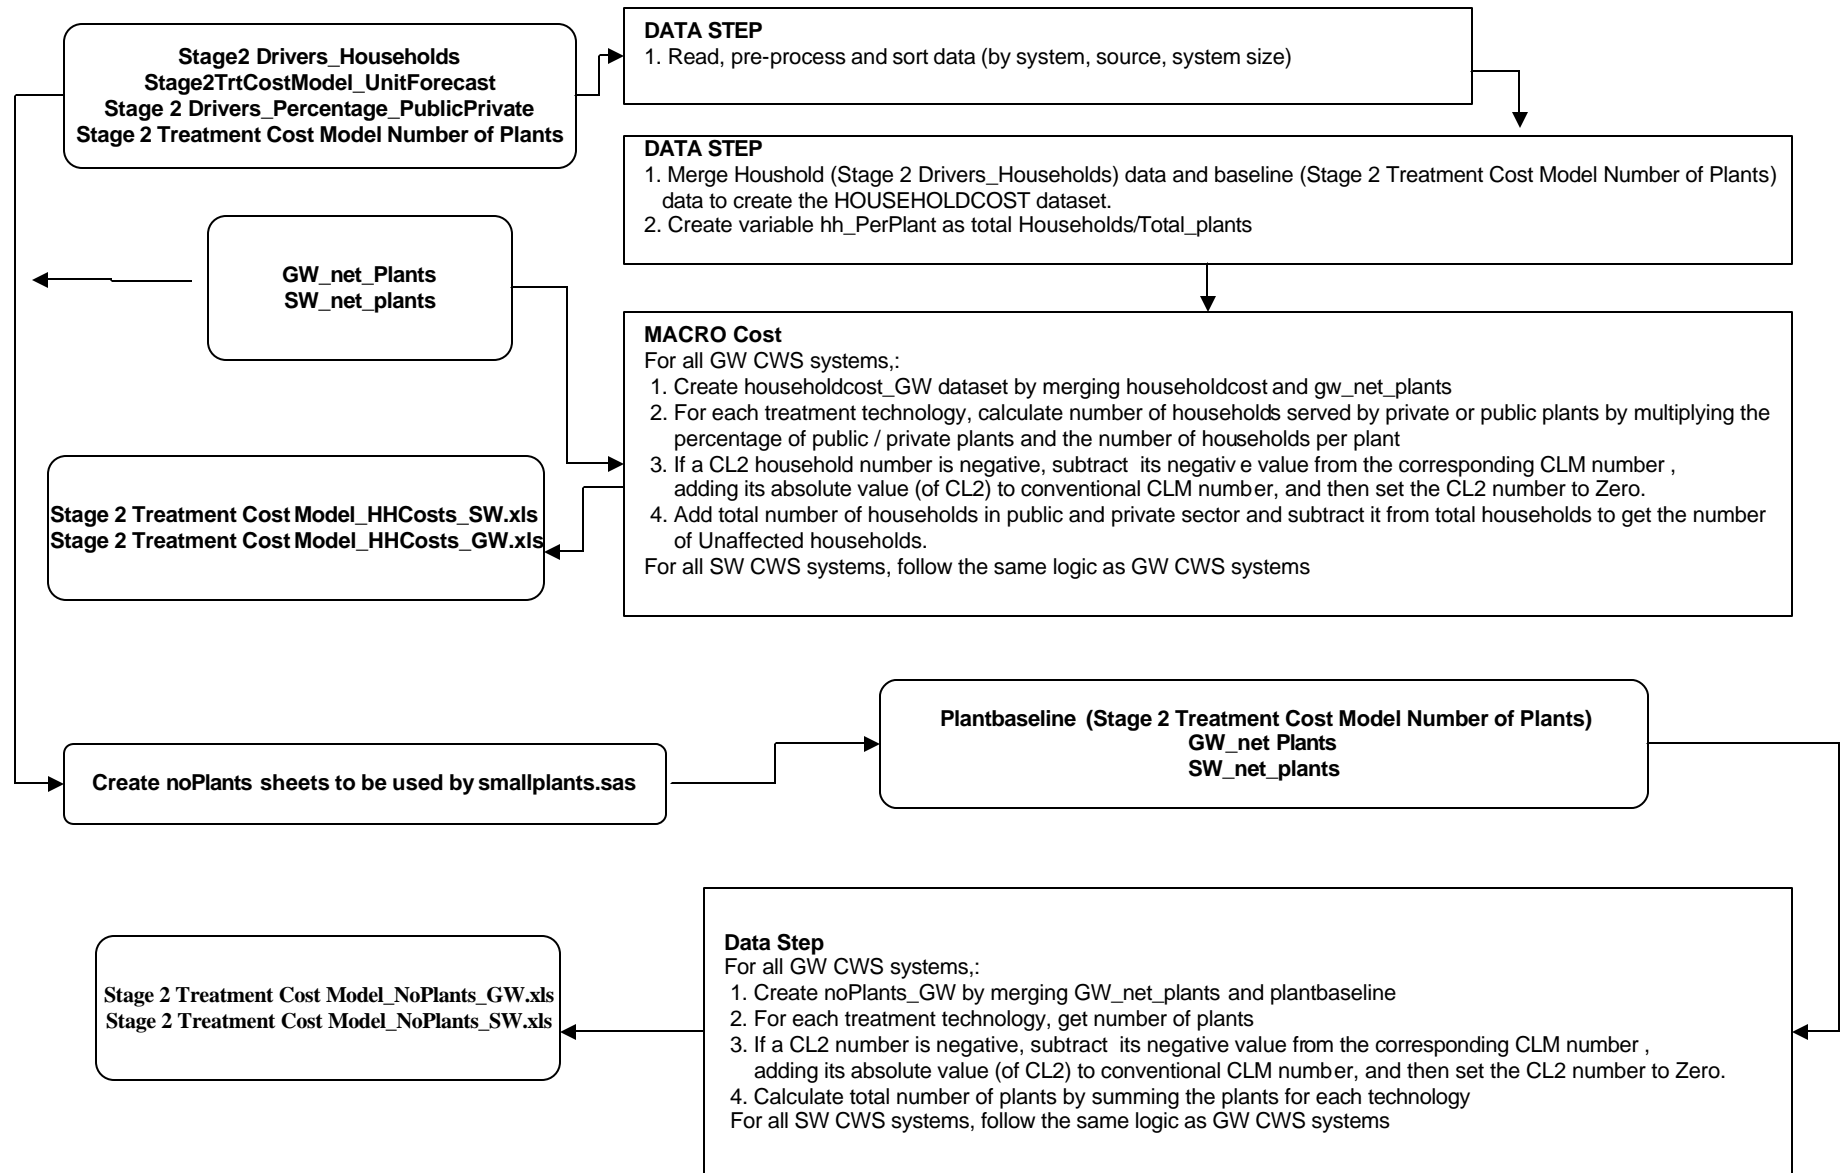 Stage2 Drivers_Households
Stage2TrtCostModel_UnitForecast
Stage 2 Drivers_Percentage_PublicPrivate
Stage 2 Treatment Cost Model Number of Plants
DATA STEP
1. Read, pre-process and sort data (by system, source, system size)
DATA STEP
1. Merge Houshold (Stage 2 Drivers_Households) data and baseline (Stage 2 Treatment Cost Model Number of Plants)
data to create the HOUSEHOLDCOST dataset.
2. Create variable hh_PerPlant as total Households/Total_plants
GW_net_Plants
SW_net_plants
MACRO Cost
For all GW CWS systems,:
1. Create householdcost_GW dataset by merging householdcost and gw_net_plants
2. For each treatment technology, calculate number of households served by private or public plants by multiplying the
percentage of public / private plants and the number of households per plant
3. If a CL2 household number is negative, subtract its negativ e value from the corresponding CLM number ,
adding its absolute value (of CL2) to conventional CLM number, and then set the CL2 number to Zero.
4. Add total number of households in public and private sector and subtract it from total households to get the number
of Unaffected households.
For all SW CWS systems, follow the same logic as GW CWS systems
Stage 2 Treatment Cost Model_HHCosts_SW.xls
Stage 2 Treatment Cost Model_HHCosts_GW.xls
Create noPlants sheets to be used by smallplants.sas
Plantbaseline (Stage 2 Treatment Cost Model Number of Plants)
GW_net Plants
SW_net_plants
Data Step
For all GW CWS systems,:
1. Create noPlants_GW by merging GW_net_plants and plantbaseline
2. For each treatment technology, get number of plants
3. If a CL2 number is negative, subtract its negative value from the corresponding CLM number ,
adding its absolute value (of CL2) to conventional CLM number, and then set the CL2 number to Zero.
4. Calculate total number of plants by summing the plants for each technology
For all SW CWS systems, follow the same logic as GW CWS systems
Stage 2 Treatment Cost Model_NoPlants_GW.xls
Stage 2 Treatment Cost Model_NoPlants_SW.xls